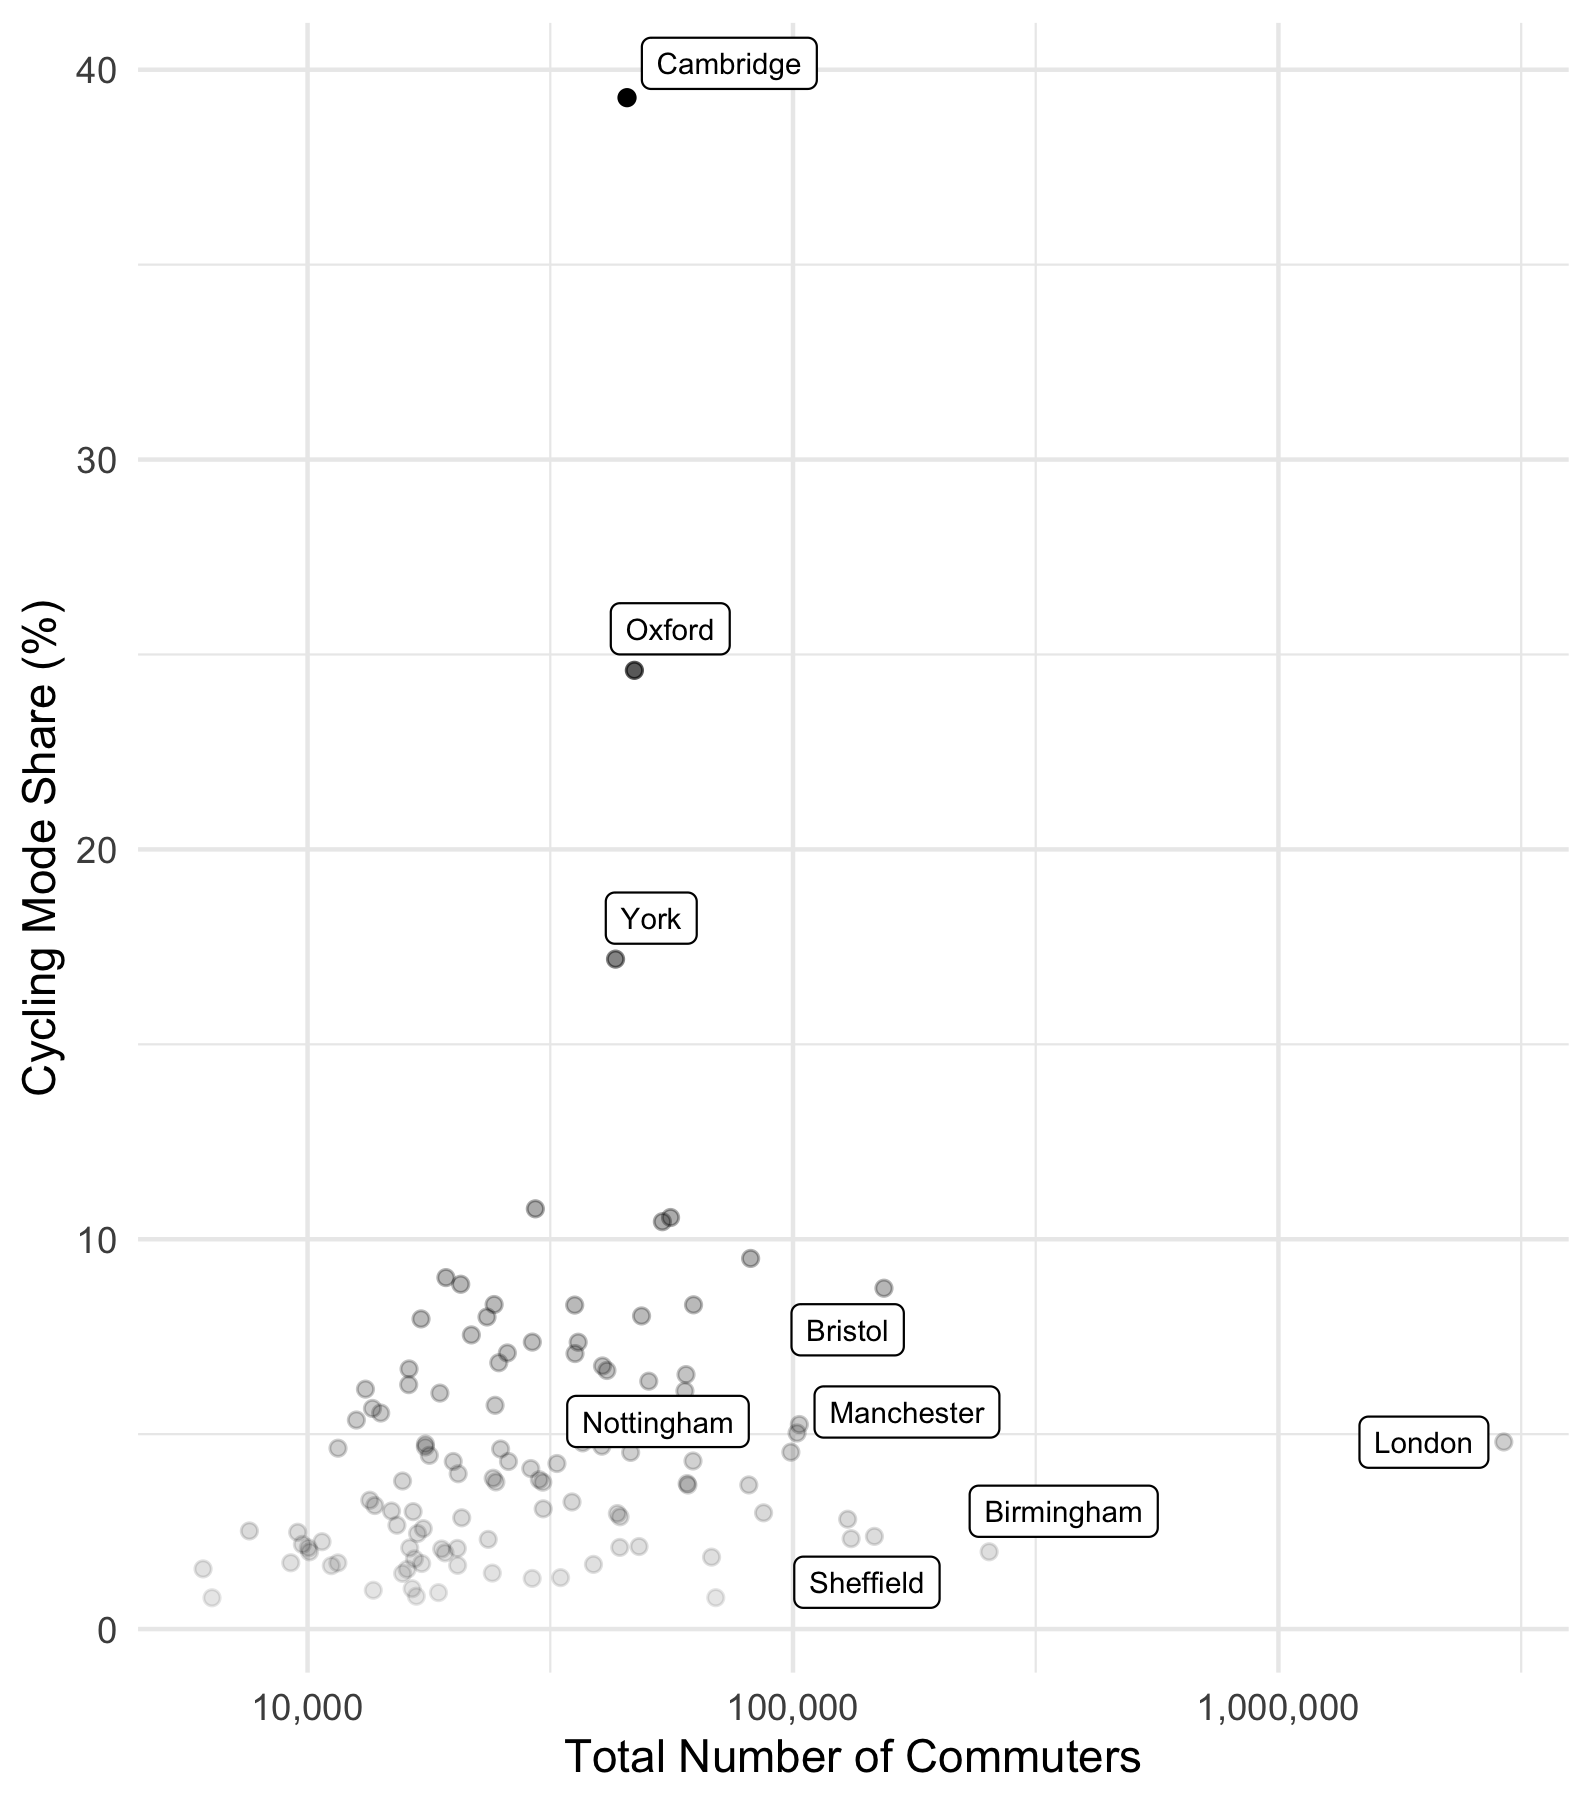 Cambridge
40
30
Oxford
Cycling Mode Share (%)
20
York
10
Bristol
Manchester
Nottingham
London
Birmingham
Sheffield
0
10,000
100,000
1,000,000
Total Number of Commuters